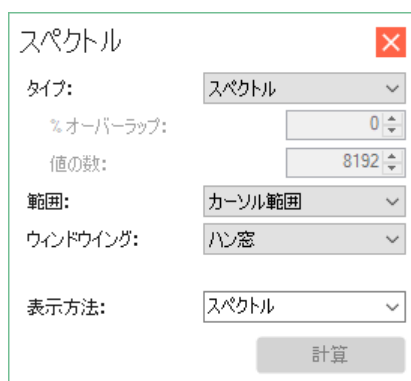 スペクトル
タイプ: スペクトル
% オーバーラップ: 0
値の数: 8192
範囲: カーソル範囲
ウィンドウイング: ハン窓
表示方法: スペクトル
計算